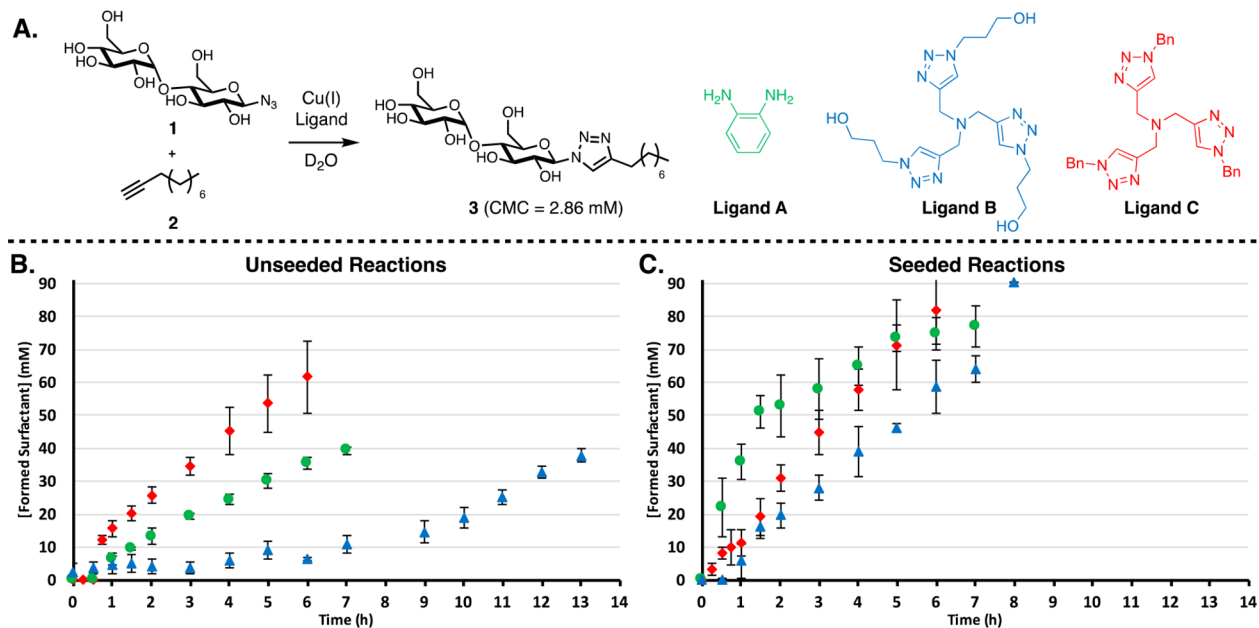 A.
OH
HO
O
HO
OH
OH
O
O
HO
N3
OH
1
+
6
2
Cu(I)
Ligand
D2O
OH
HO
O
HO
OH
OH
O
O
HO
OH
N=N
N
6
3 (CMC = 2.86 mM)
H2N
NH2
Ligand A
OH
N
N
N
HO
N
N
N
N=N
N
N
N
HO
Ligand B
Bn
N
N
N
N
N
N
N
Bn
N
N=N
Bn
Ligand C
B.
Unseeded Reactions
[Formed Surfactant] (mM)
90
80
70
60
50
40
30
20
10
0
0 1 2 3 4 5 6 7 8 9 10 11 12 13 14
Time (h)
C.
Seeded Reactions
[Formed Surfactant] (mM)
90
80
70
60
50
40
30
20
10
0
0 1 2 3 4 5 6 7 8 9 10 11 12 13 14
Time (h)